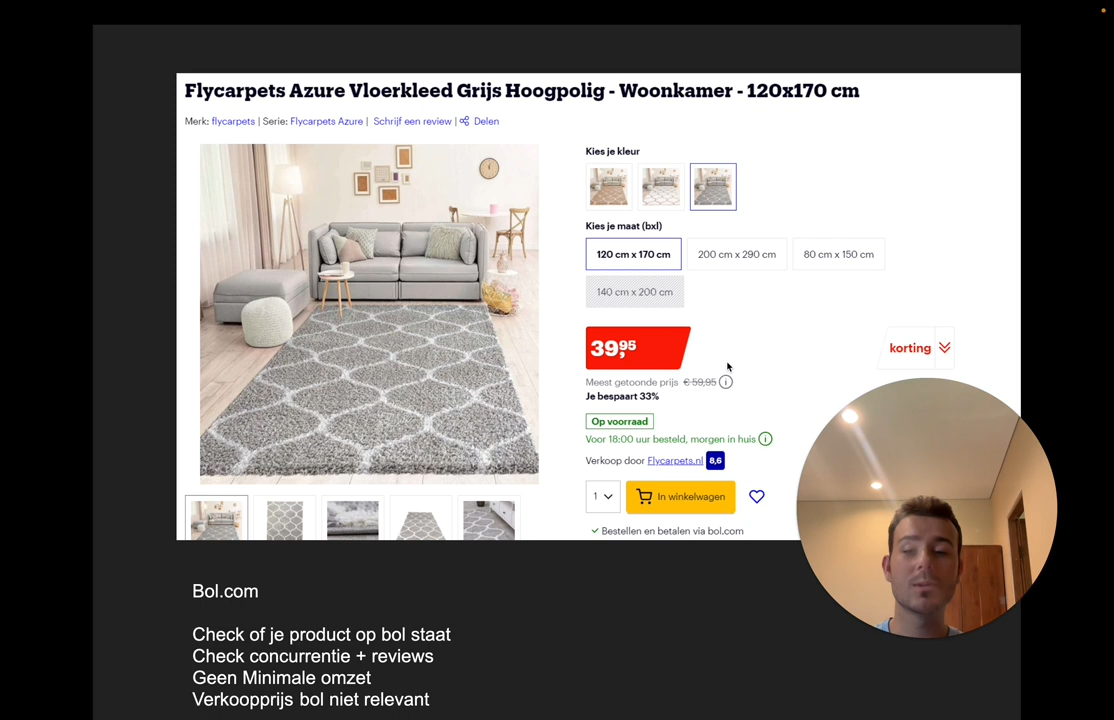 Flycarpets Azure Vloerkleed Grijs Hoogpolig - Woonkamer - 120x170 cm
Merk: flycarpets | Serie: Flycarpets Azure | Schrijf een review | Delen
Kies je kleur
Kies je maat (bxl)
120 cm x 170 cm 200 cm x 290 cm 80 cm x 150 cm
140 cm x 200 cm
39,95 korting
Meest getoonde prijs € 59,95 i
Je bespaart 33%
Op voorraad
Voor 18:00 uur besteld, morgen in huis i
Verkoop door Flycarpets.nl 8,6
1 In winkelwagen
Bestellen en betalen via bol.com
Bol.com
Check of je product op bol staat
Check concurrentie + reviews
Geen Minimale omzet
Verkoopprijs bol niet relevant